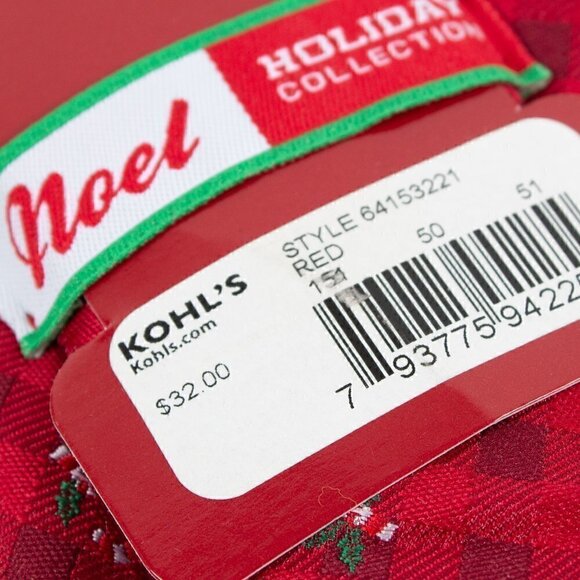 Noel
HOLIDAY
COLLECTION
STYLE 64153221
RED
50 51
KOHL'S
Kohls.com
$32.00
7 93775 9422